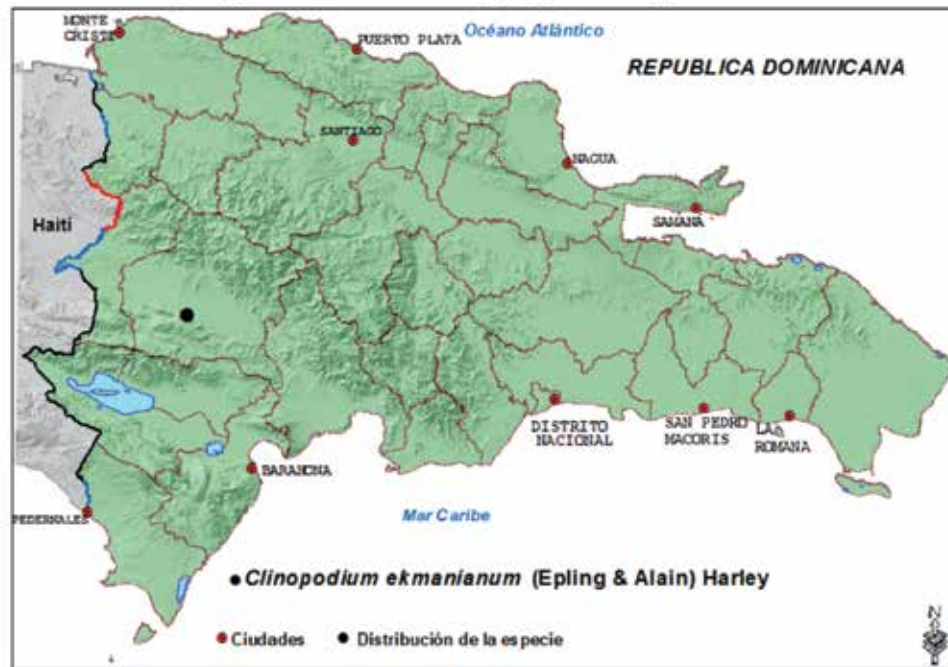 MONTE
CRISTI
PUERTO PLATA
Océano Atlántico
REPUBLICA DOMINICANA
SANTIAGO
NAGUA
SAMANA
Haití
DISTRITO
NACIONAL
SAN PEDRO
MACORIS
LA
ROMANA
BARAHONA
PEDERNALES
Mar Caribe
Clinopodium ekmanianum (Epling & Alain) Harley
Ciudades
Distribución de la especie
N